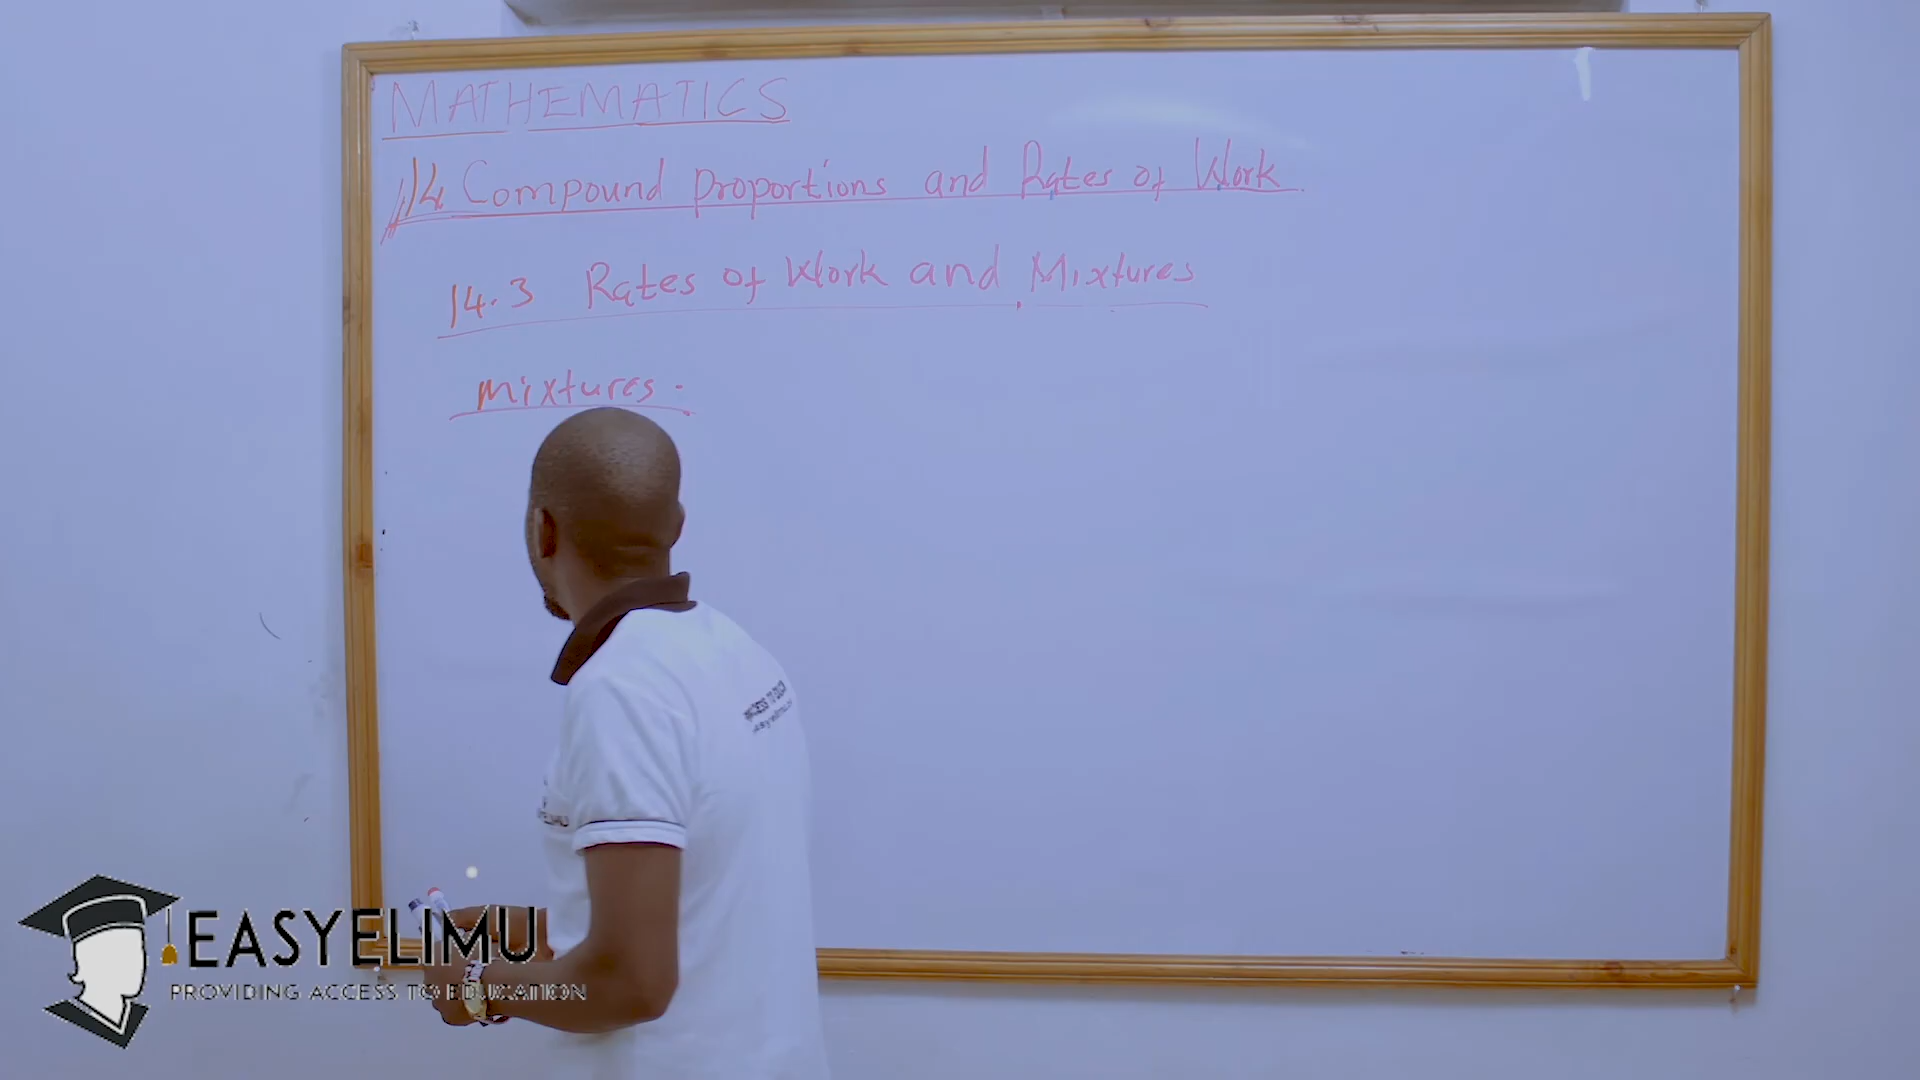 MATHEMATICS
14 Compound proportions and Rates of Work
14.3 Rates of Work and Mixtures
Mixtures.
EASYELIMU
PROVIDING ACCESS TO EDUCATION